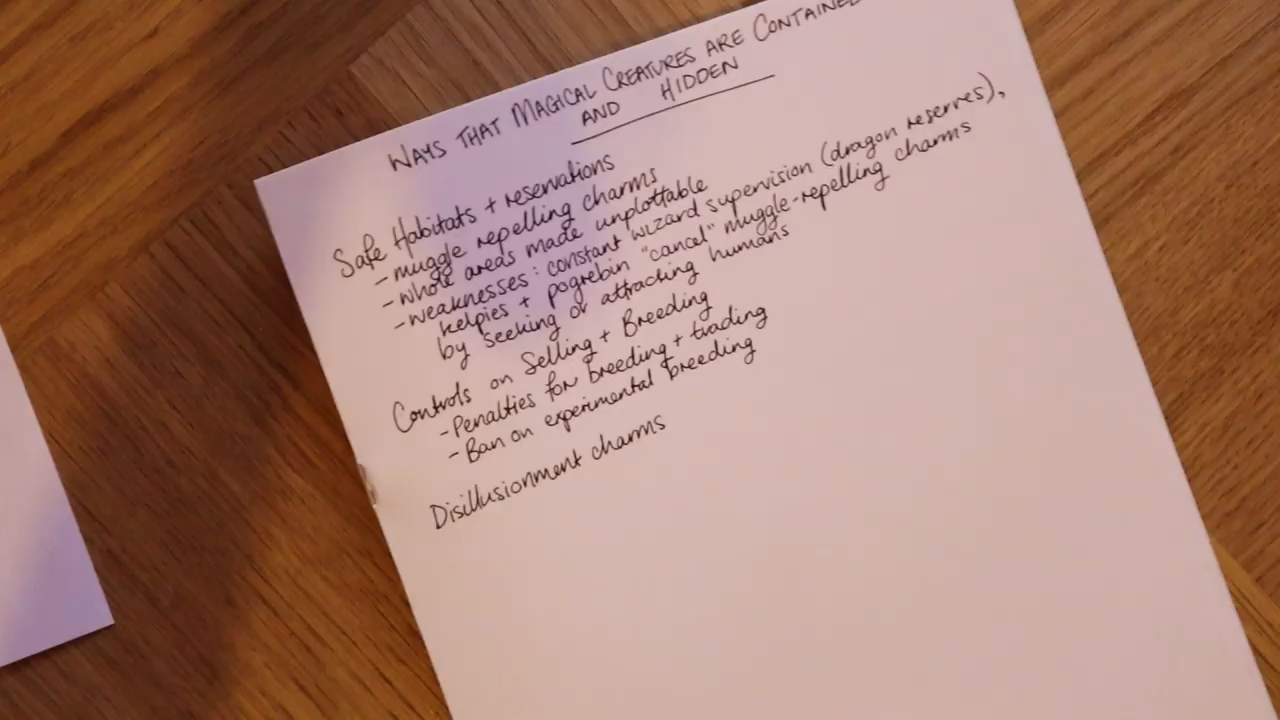 WAYS THAT MAGICAL CREATURES ARE CONTAINED
AND HIDDEN
Safe Habitats + reservations
- muggle repelling charms
- whole areas made unplottable
- weaknesses: constant wizard supervision (dragon reserves),
kelpies + pogrebin "cancel" muggle-repelling charms
by seeking or attracting humans
Controls on Selling + Breeding
- Penalties for breeding + trading
- Ban on experimental breeding
Disillusionment charms